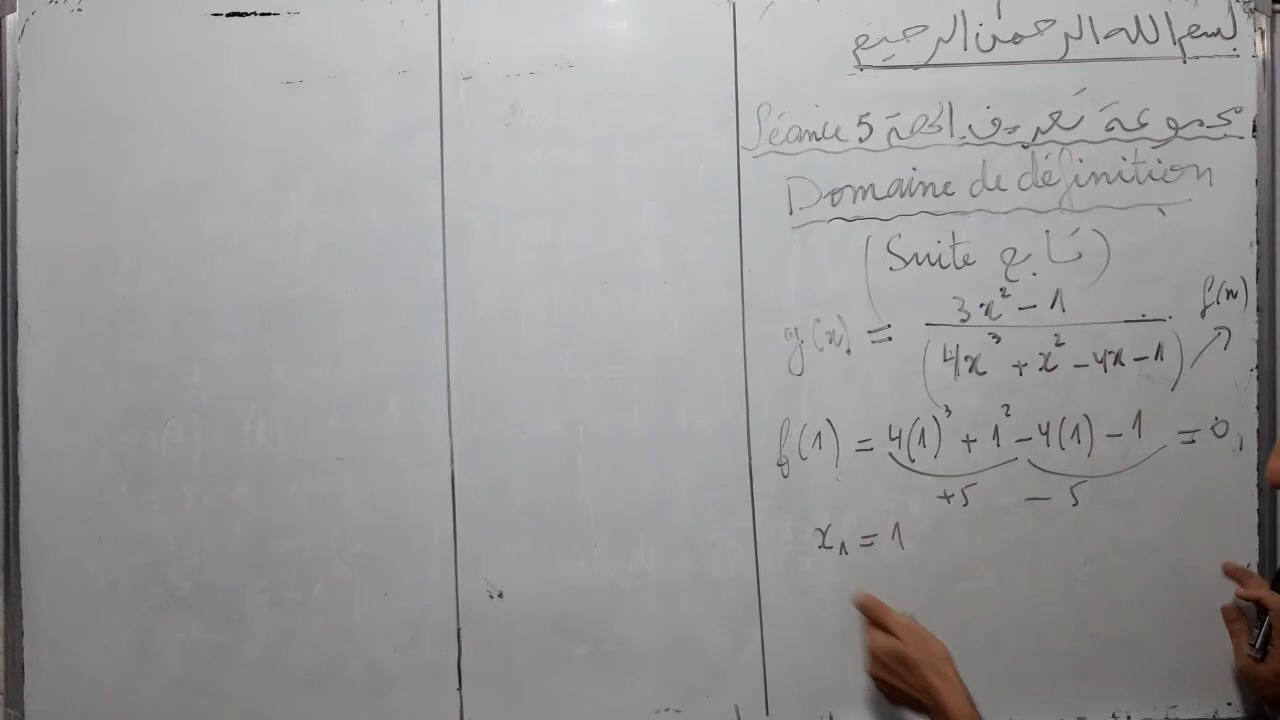 بسم الله الرحمن الرحيم
مجموعة تعريف الحصة 5 Séance
Domaine de définition
(Suite تابع)
g(x) = (3x² - 1) / (4x³ + x² - 4x - 1) ↗ f(x)
f(1) = 4(1)³ + 1² - 4(1) - 1 = 0,
+5 - 5
x₁ = 1